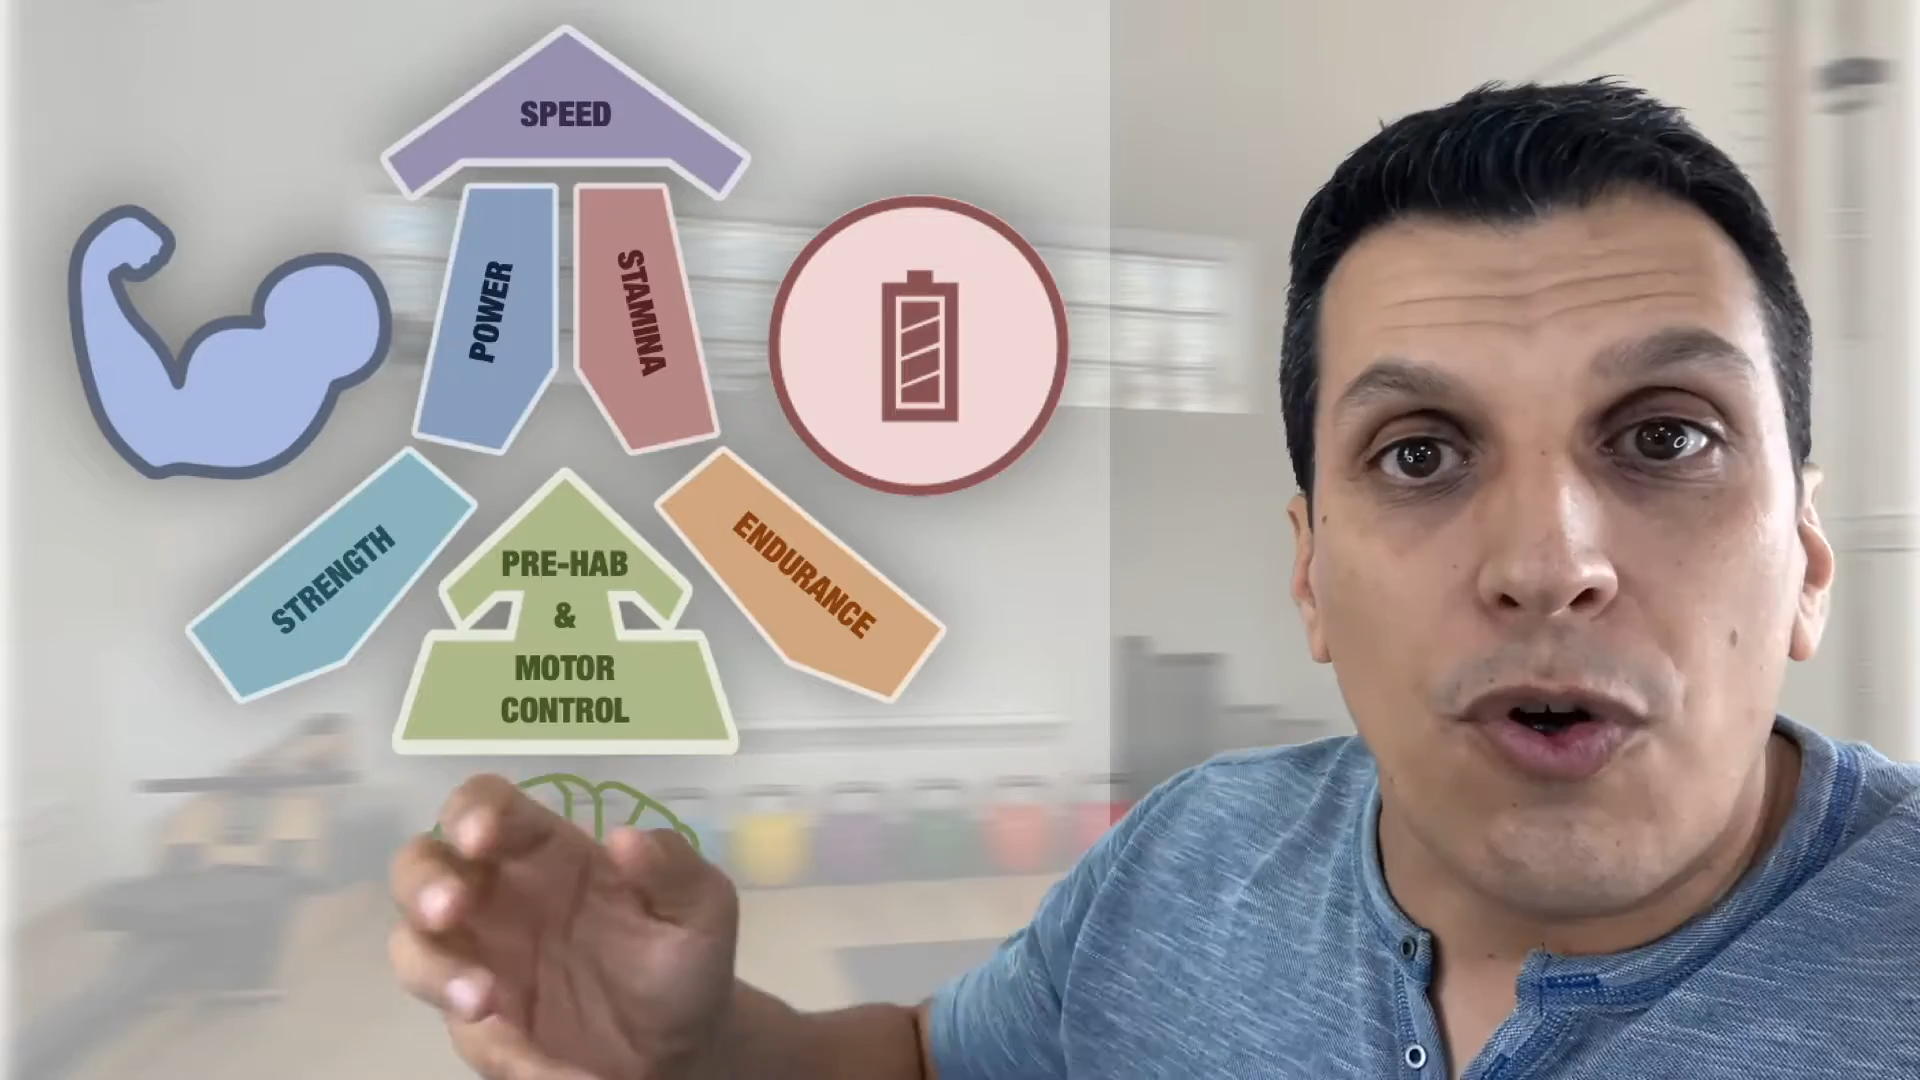 SPEED
POWER
STAMINA
STRENGTH
PRE-HAB
&
MOTOR
CONTROL
ENDURANCE